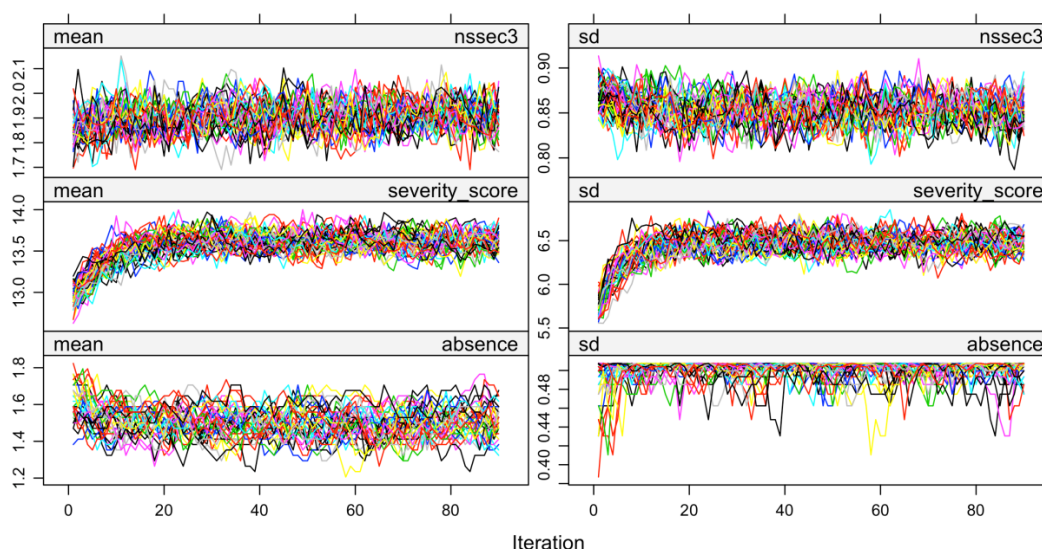 mean nssec3 sd nssec3
1.7 1.8 1.9 2.0 2.1 0.80 0.85 0.90
mean severity_score sd severity_score
13.0 13.5 14.0 5.5 6.0 6.5
mean absence sd absence
1.2 1.4 1.6 1.8 0.40 0.44 0.48
0 20 40 60 80 0 20 40 60 80
Iteration